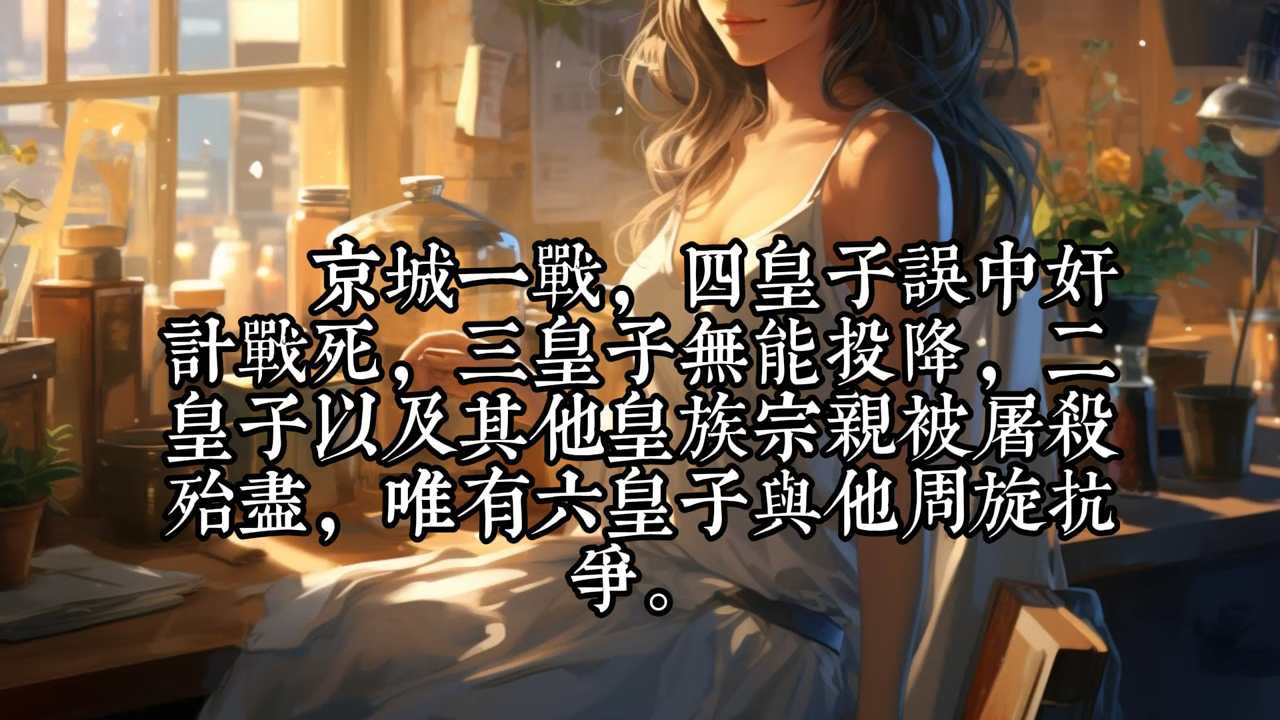 京城一戰，四皇子誤中奸
計戰死，三皇子無能投降，二
皇子以及其他皇族宗親被屠殺
殆盡，唯有六皇子與他周旋抗
爭。